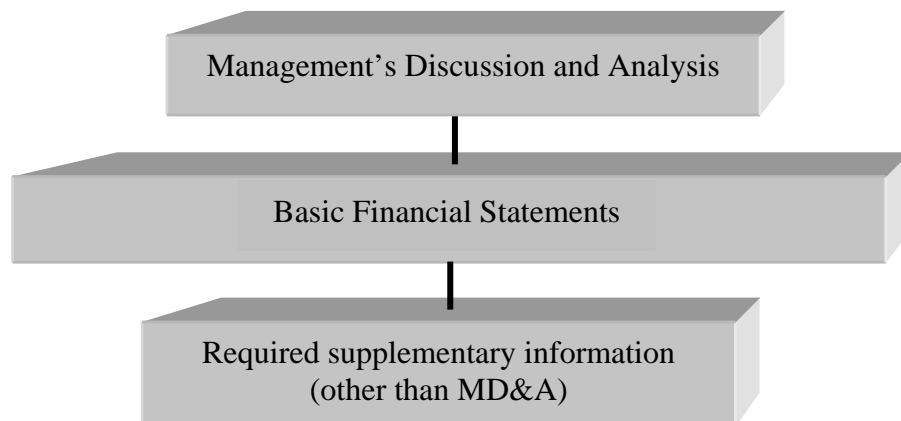 Management’s Discussion and Analysis
Basic Financial Statements
Required supplementary information
(other than MD&A)